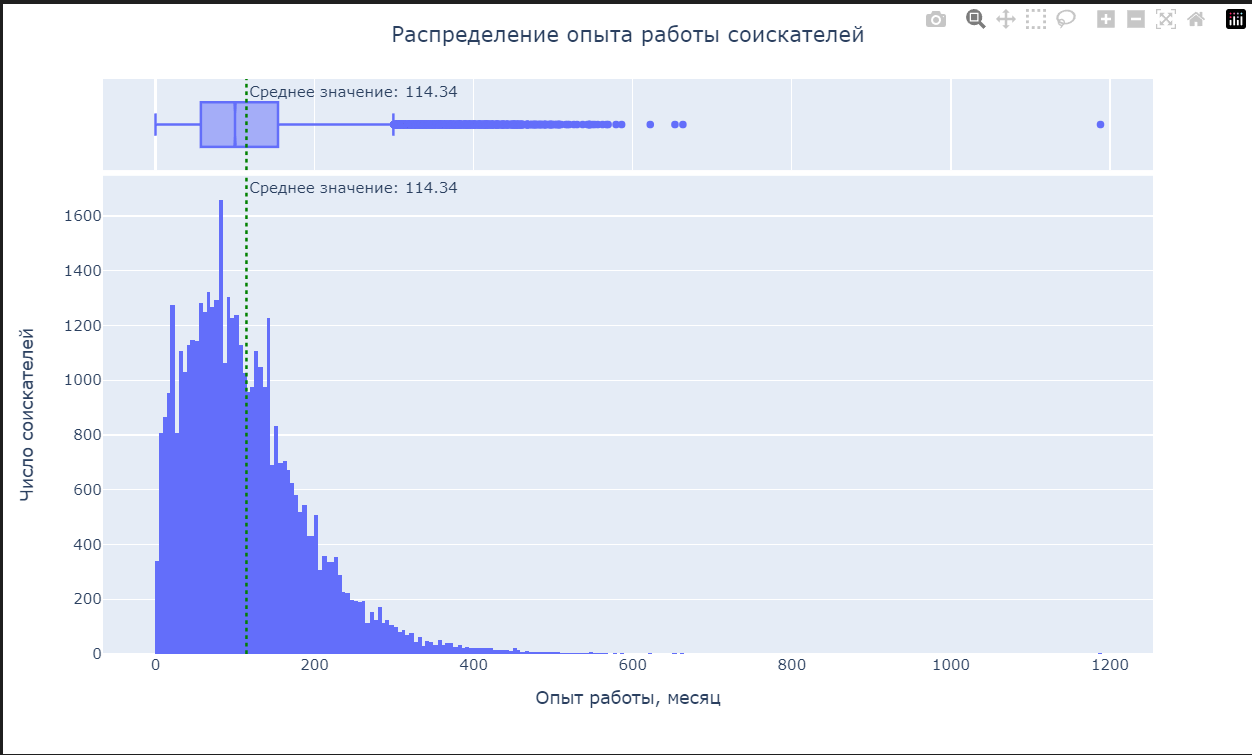 Распределение опыта работы соискателей
Среднее значение: 114.34
Среднее значение: 114.34
1600
1400
1200
1000
800
600
400
200
0
Число соискателей
0 200 400 600 800 1000 1200
Опыт работы, месяц